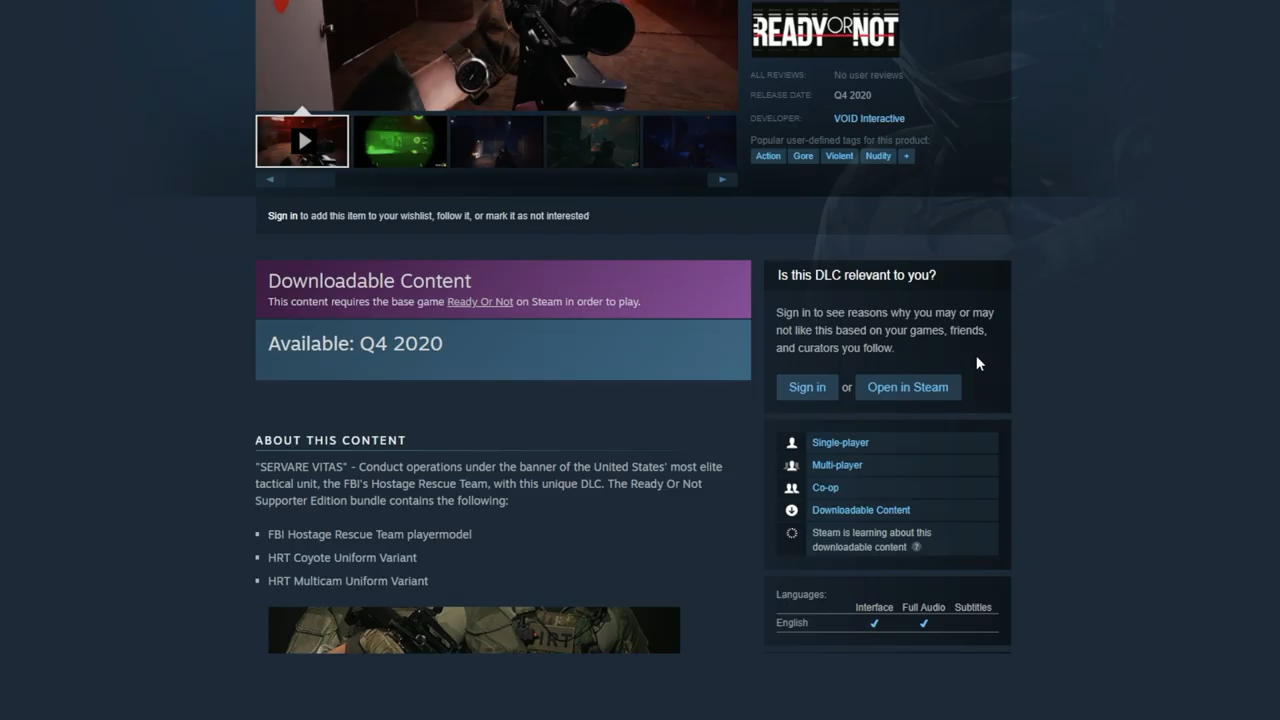 READY OR NOT
ALL REVIEWS: No user reviews
RELEASE DATE: Q4 2020
DEVELOPER: VOID Interactive
Popular user-defined tags for this product:
Action Gore Violent Nudity +
Sign in to add this item to your wishlist, follow it, or mark it as not interested
Downloadable Content
This content requires the base game Ready Or Not on Steam in order to play.
Available: Q4 2020
ABOUT THIS CONTENT
"SERVARE VITAS" - Conduct operations under the banner of the United States' most elite
tactical unit, the FBI's Hostage Rescue Team, with this unique DLC. The Ready Or Not
Supporter Edition bundle contains the following:
FBI Hostage Rescue Team playermodel
HRT Coyote Uniform Variant
HRT Multicam Uniform Variant
HRT
Is this DLC relevant to you?
Sign in to see reasons why you may or may
not like this based on your games, friends,
and curators you follow.
Sign in or Open in Steam
Single-player
Multi-player
Co-op
Downloadable Content
Steam is learning about this
downloadable content ?
Languages:
Interface Full Audio Subtitles
English ✔ ✔